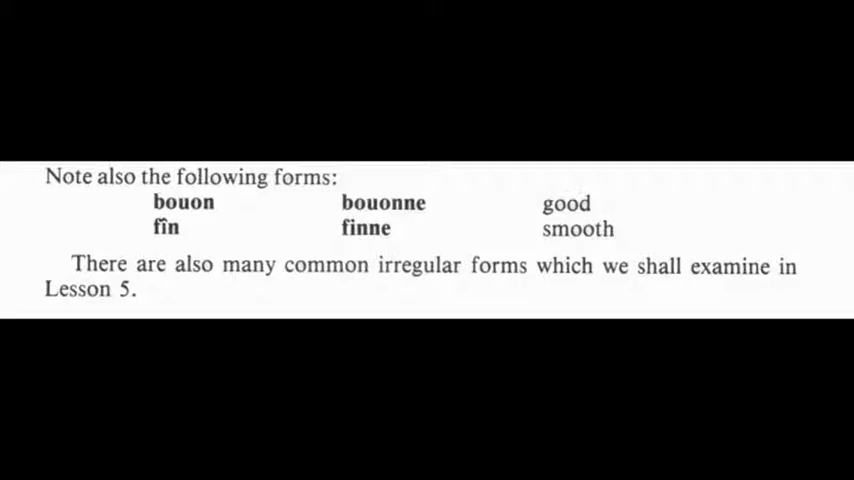 Note also the following forms:
bouon bouonne good
fîn finne smooth
There are also many common irregular forms which we shall examine in
Lesson 5.